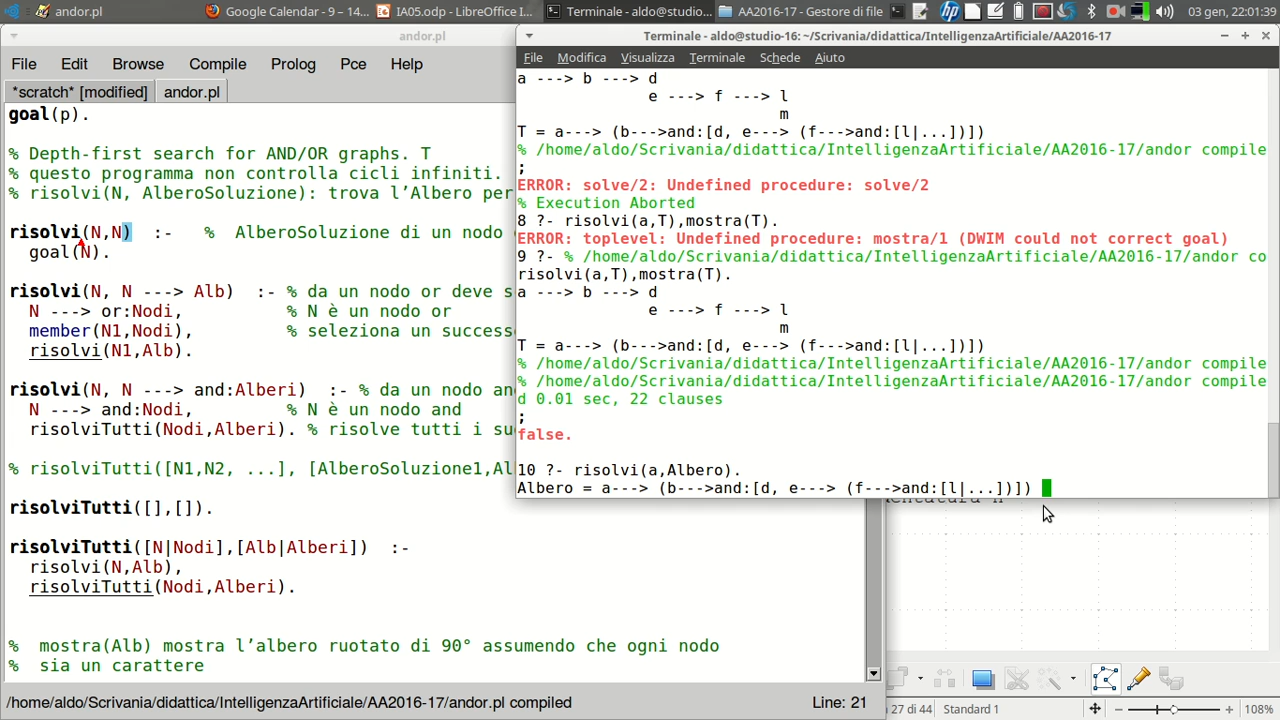 andor.pl
Google Calendar - 9 – 14...
IA05.odp - LibreOffice I...
Terminale - aldo@studio...
AA2016-17 - Gestore di file
03 gen, 22:01:39
andor.pl
File Edit Browse Compile Prolog Pce Help
*scratch* [modified] andor.pl
goal(p).
% Depth-first search for AND/OR graphs. T
% questo programma non controlla cicli infiniti.
% risolvi(N, AlberoSoluzione): trova l'Albero per
risolvi(N,N) :- % AlberoSoluzione di un nodo
goal(N).
risolvi(N, N ---> Alb) :- % da un nodo or deve s
N ---> or:Nodi, % N è un nodo or
member(N1,Nodi), % seleziona un success
risolvi(N1,Alb).
risolvi(N, N ---> and:Alberi) :- % da un nodo and
N ---> and:Nodi, % N è un nodo and
risolviTutti(Nodi,Alberi). % risolve tutti i su
% risolviTutti([N1,N2, ...], [AlberoSoluzione1,Al
risolviTutti([],[]).
risolviTutti([N|Nodi],[Alb|Alberi]) :-
risolvi(N,Alb),
risolviTutti(Nodi,Alberi).
% mostra(Alb) mostra l'albero ruotato di 90° assumendo che ogni nodo
% sia un carattere
/home/aldo/Scrivania/didattica/IntelligenzaArtificiale/AA2016-17/andor.pl compiled Line: 21
Terminale - aldo@studio-16: ~/Scrivania/didattica/IntelligenzaArtificiale/AA2016-17
File Modifica Visualizza Terminale Schede Aiuto
a ---> b ---> d
e ---> f ---> l
m
T = a---> (b--->and:[d, e---> (f--->and:[l|...])])
% /home/aldo/Scrivania/didattica/IntelligenzaArtificiale/AA2016-17/andor compile
;
ERROR: solve/2: Undefined procedure: solve/2
% Execution Aborted
8 ?- risolvi(a,T),mostra(T).
ERROR: toplevel: Undefined procedure: mostra/1 (DWIM could not correct goal)
9 ?- % /home/aldo/Scrivania/didattica/IntelligenzaArtificiale/AA2016-17/andor co
risolvi(a,T),mostra(T).
a ---> b ---> d
e ---> f ---> l
m
T = a---> (b--->and:[d, e---> (f--->and:[l|...])])
% /home/aldo/Scrivania/didattica/IntelligenzaArtificiale/AA2016-17/andor compile
% /home/aldo/Scrivania/didattica/IntelligenzaArtificiale/AA2016-17/andor compile
d 0.01 sec, 22 clauses
;
false.
10 ?- risolvi(a,Albero).
Albero = a---> (b--->and:[d, e---> (f--->and:[l|...])])
27 di 44 Standard 1 108%